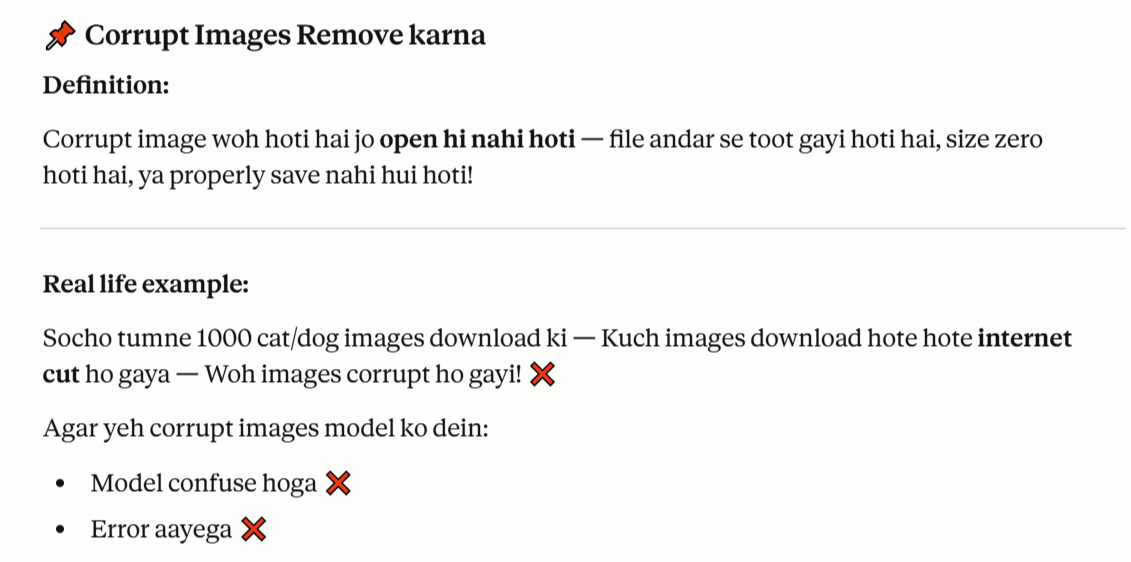 📌 Corrupt Images Remove karna
Definition:
Corrupt image woh hoti hai jo open hi nahi hoti — file andar se toot gayi hoti hai, size zero
hoti hai, ya properly save nahi hui hoti!
Real life example:
Socho tumne 1000 cat/dog images download ki — Kuch images download hote hote internet
cut ho gaya — Woh images corrupt ho gayi! ❌
Agar yeh corrupt images model ko dein:
• Model confuse hoga ❌
• Error aayega ❌